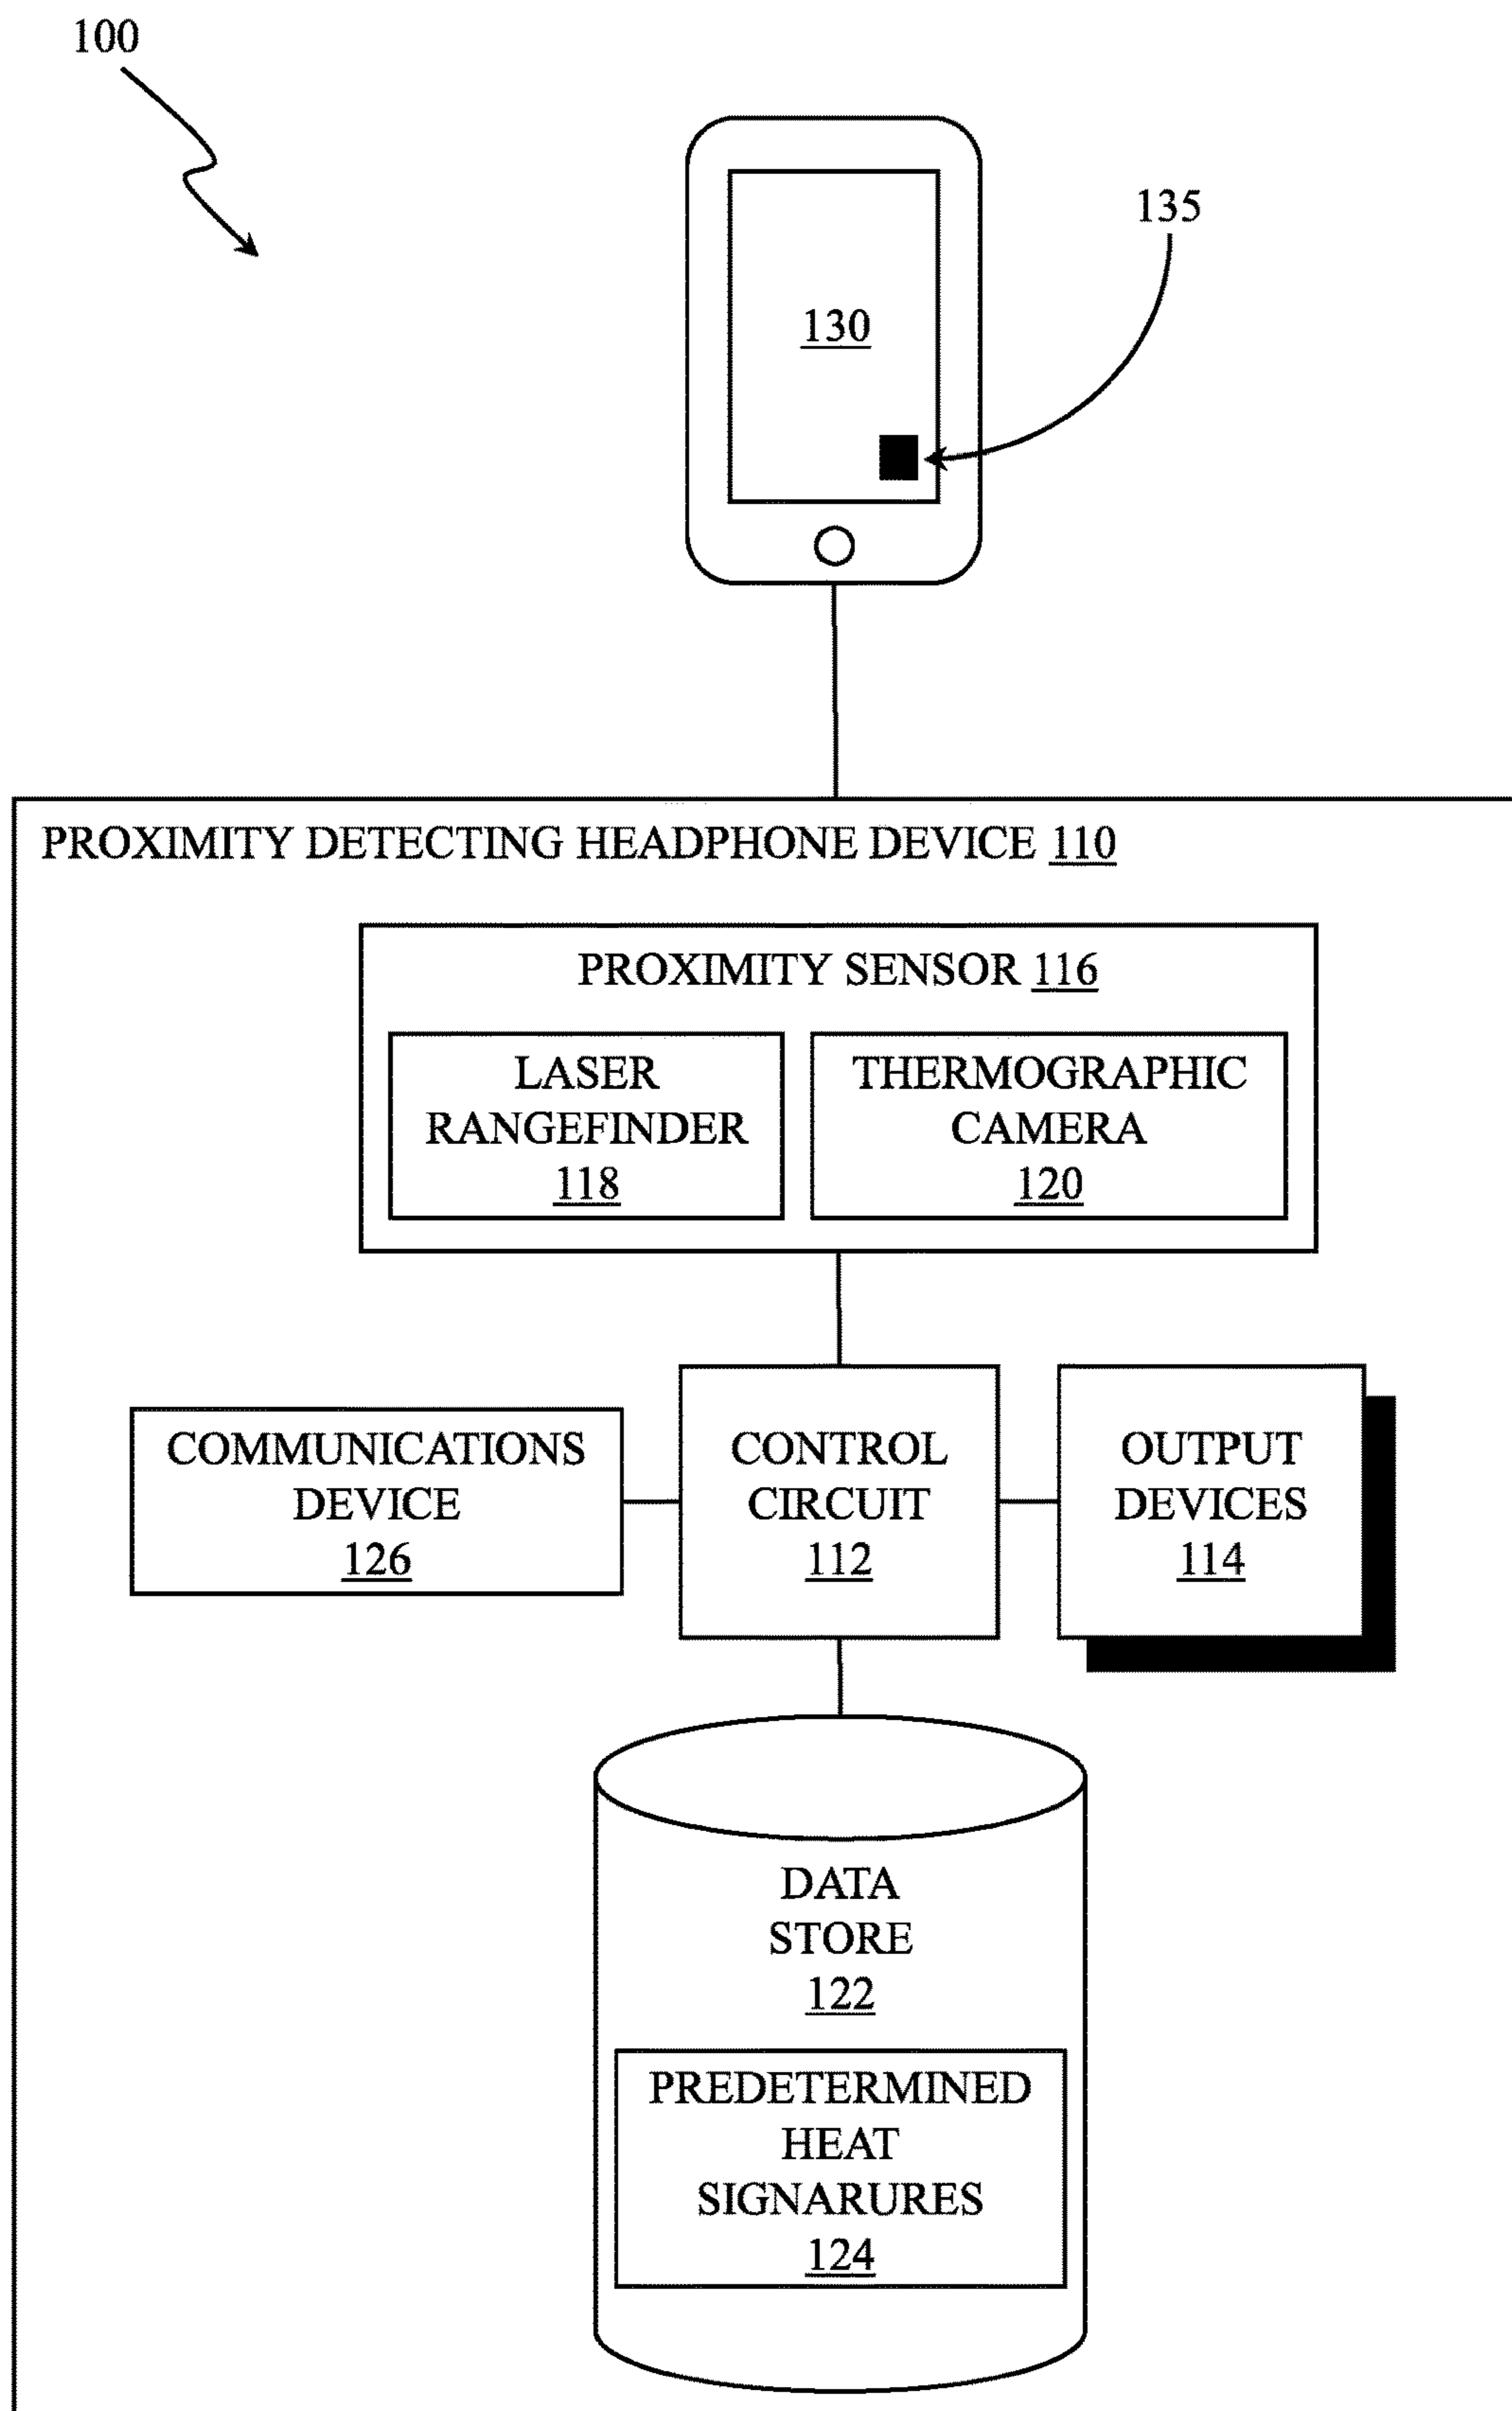 100
135
130
PROXIMITY DETECTING HEADPHONE DEVICE 110
PROXIMITY SENSOR 116
LASER
RANGEFINDER
118
THERMOGRAPHIC
CAMERA
120
COMMUNICATIONS
DEVICE
126
CONTROL
CIRCUIT
112
OUTPUT
DEVICES
114
DATA
STORE
122
PREDETERMINED
HEAT
SIGNARURES
124